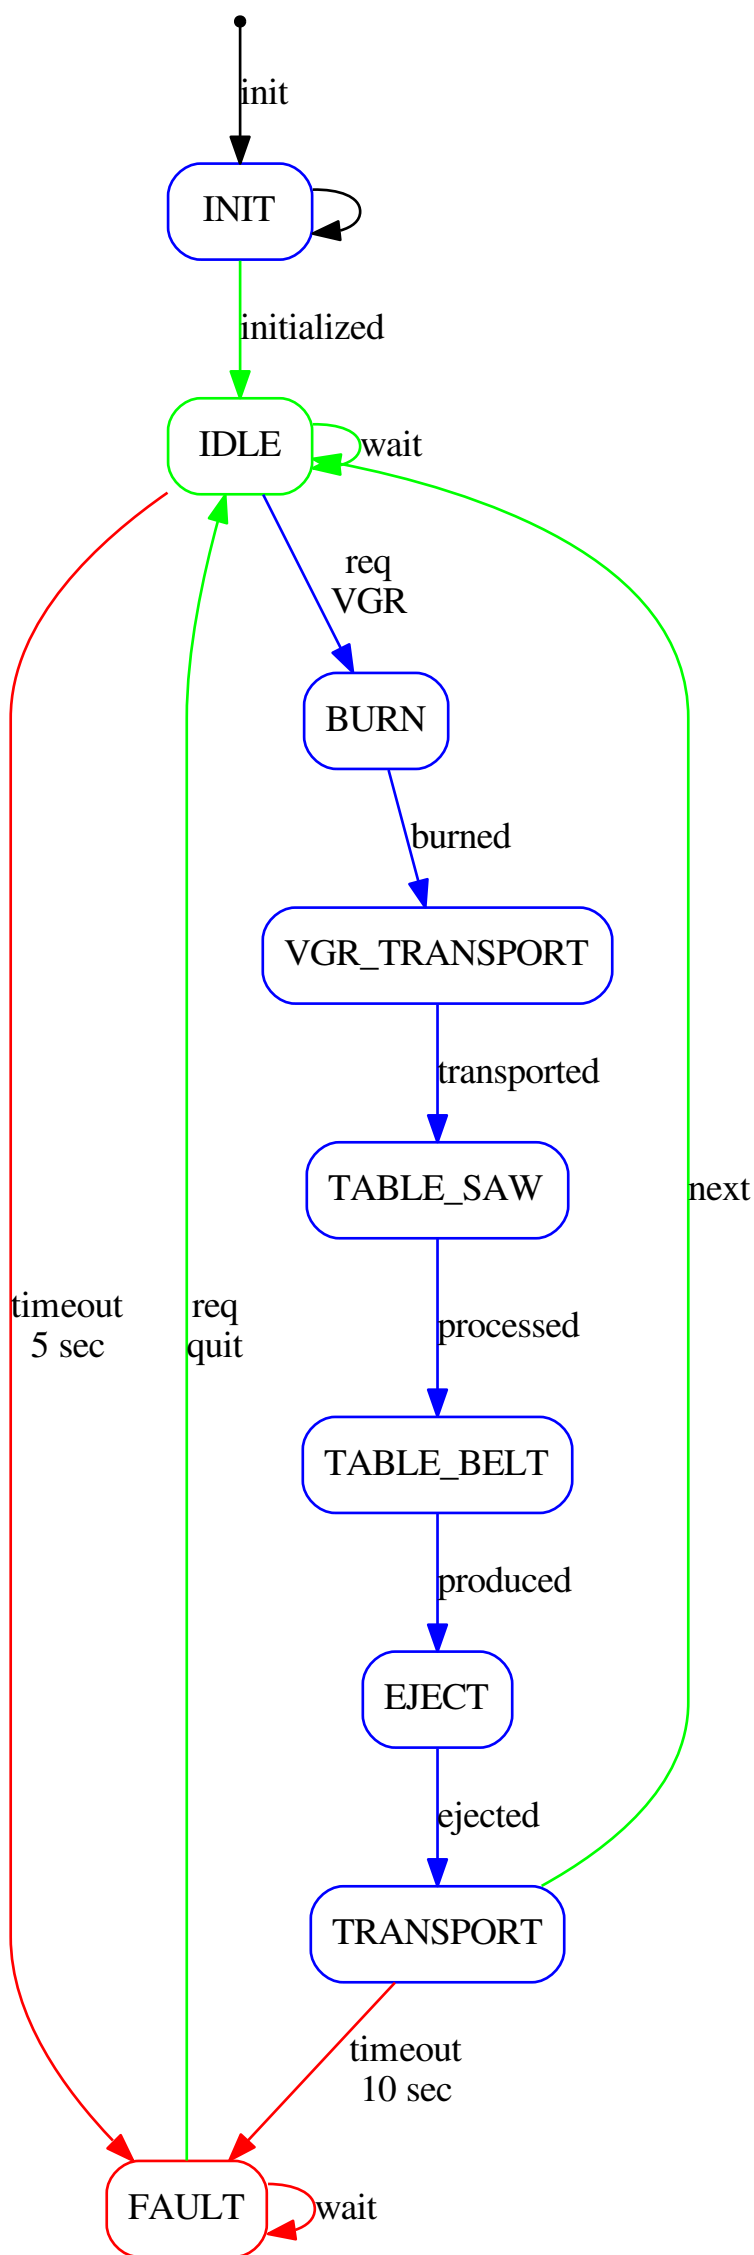 init
INIT
initialized
IDLE
wait
req
VGR
BURN
burned
VGR_TRANSPORT
transported
TABLE_SAW
next
timeout
5 sec
req
quit
processed
TABLE_BELT
produced
EJECT
ejected
TRANSPORT
timeout
10 sec
FAULT
wait